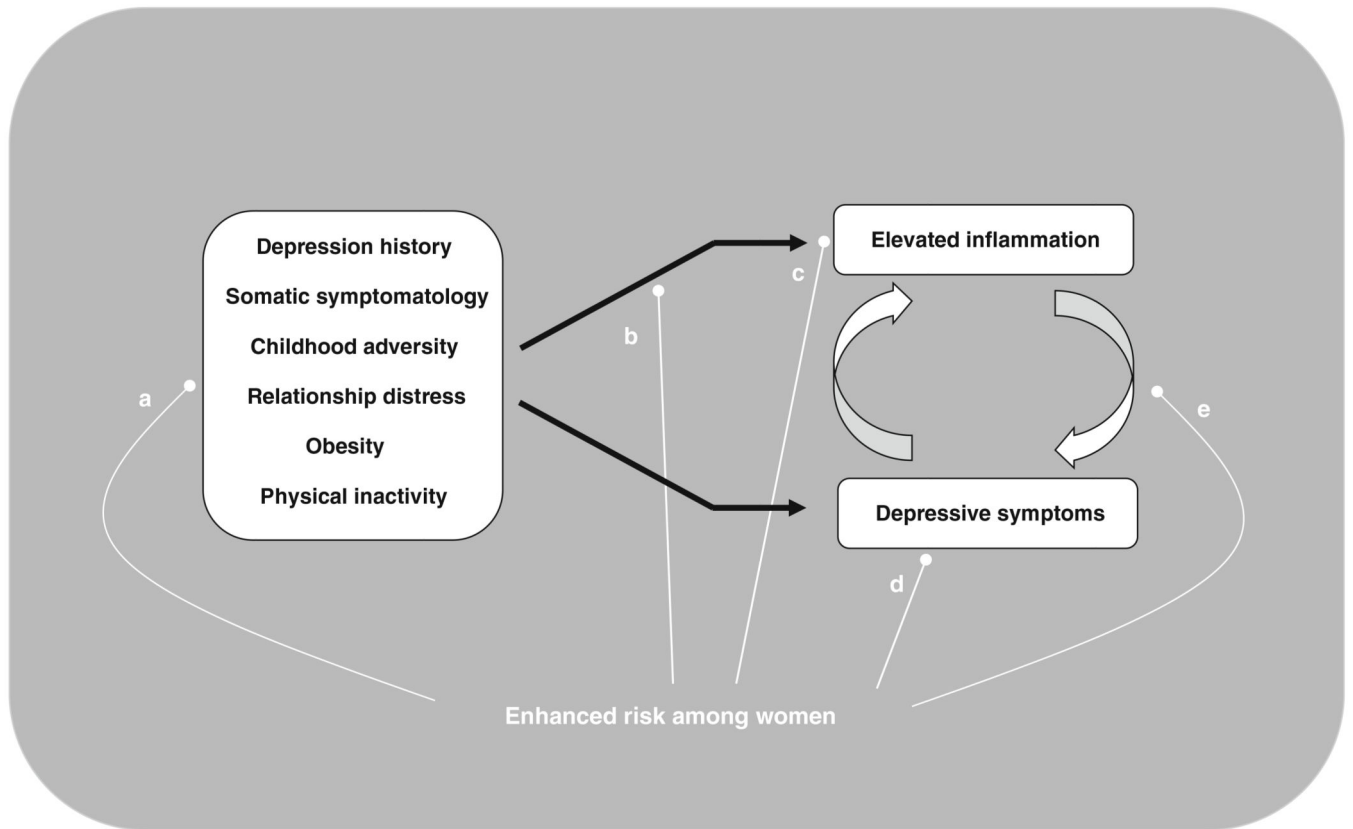 Depression history
Somatic symptomatology
Childhood adversity
Relationship distress
Obesity
Physical inactivity
a
b
c
Elevated inflammation
Depressive symptoms
d
e
Enhanced risk among women